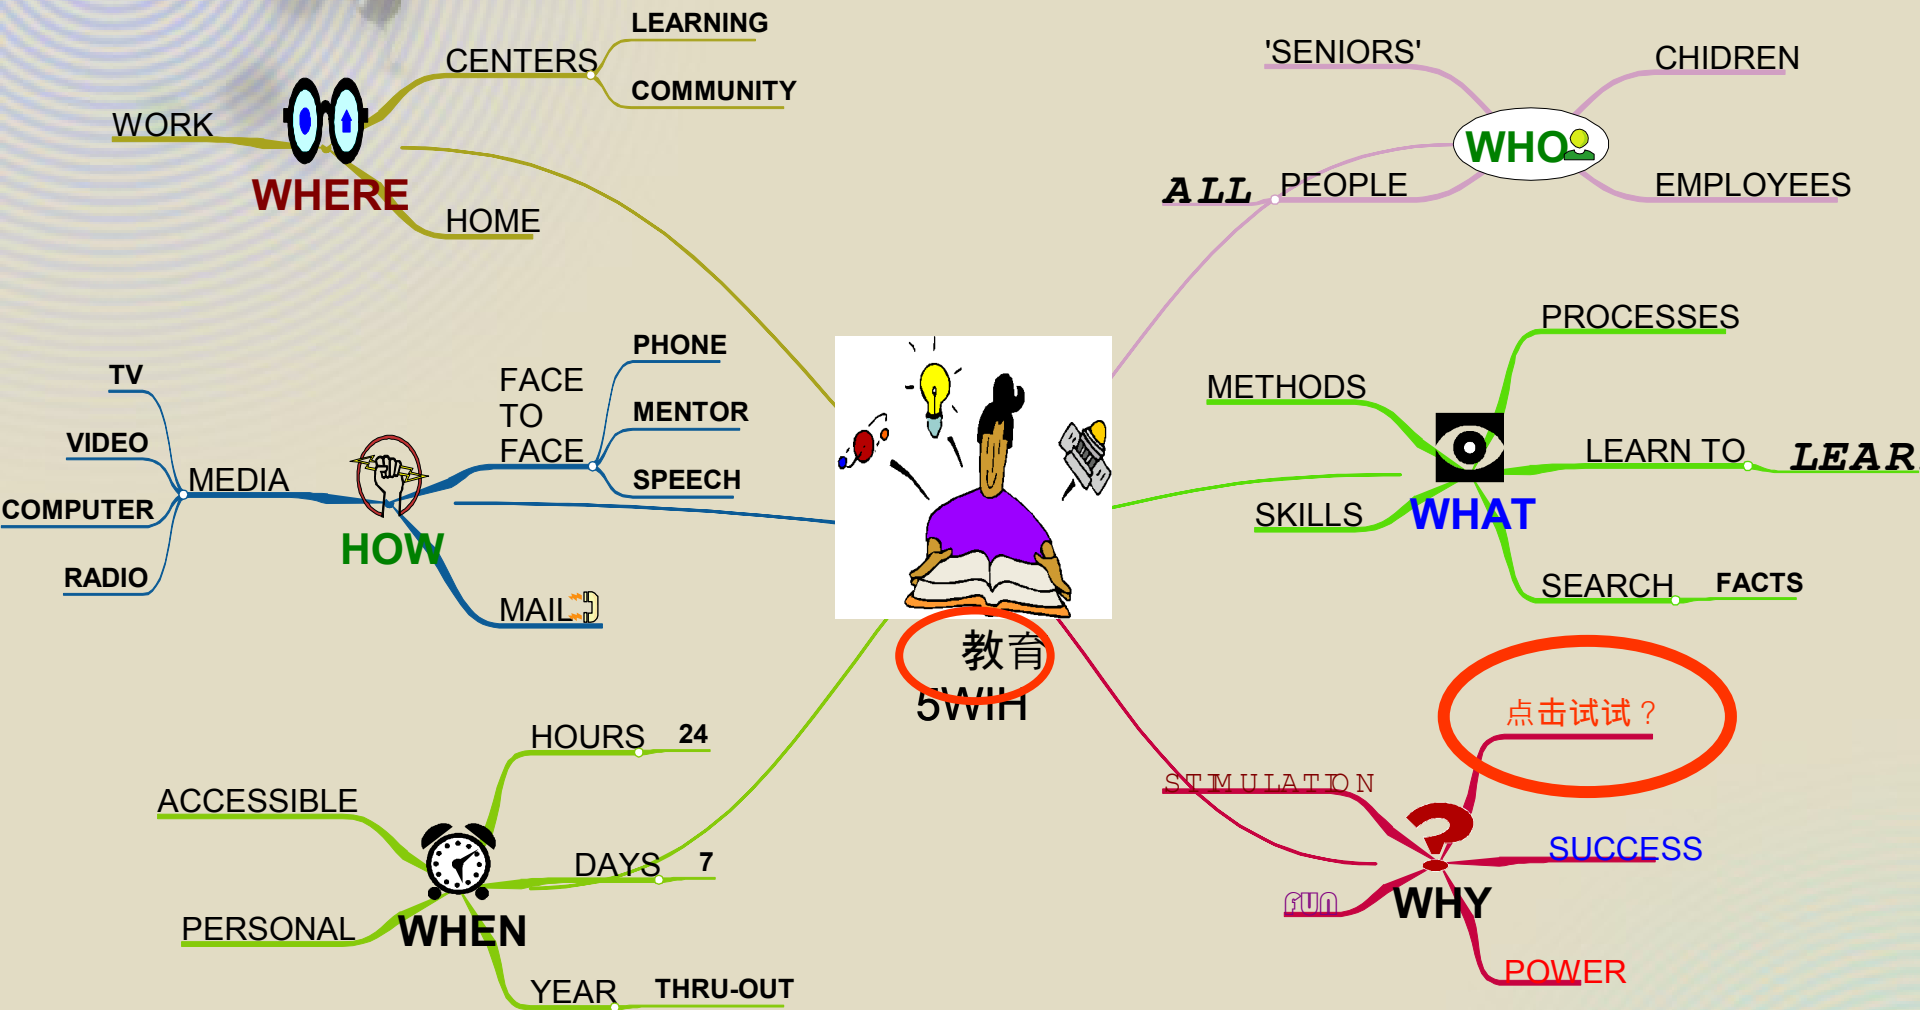 LEARNING
CENTERS
COMMUNITY
WORK
WHERE
HOME
'SENIORS'
CHIDREN
WHO
ALL
PEOPLE
EMPLOYEES
PHONE
FACE
TO
FACE
MENTOR
SPEECH
TV
VIDEO
MEDIA
COMPUTER
RADIO
HOW
MAIL
PROCESSES
METHODS
LEARN TO
LEAR
SKILLS
WHAT
SEARCH
FACTS
教育
5WIH
HOURS
24
ACCESSIBLE
DAYS
7
PERSONAL
WHEN
YEAR
THRU-OUT
点击试试？
STIMULATION
SUCCESS
FUN
WHY
POWER